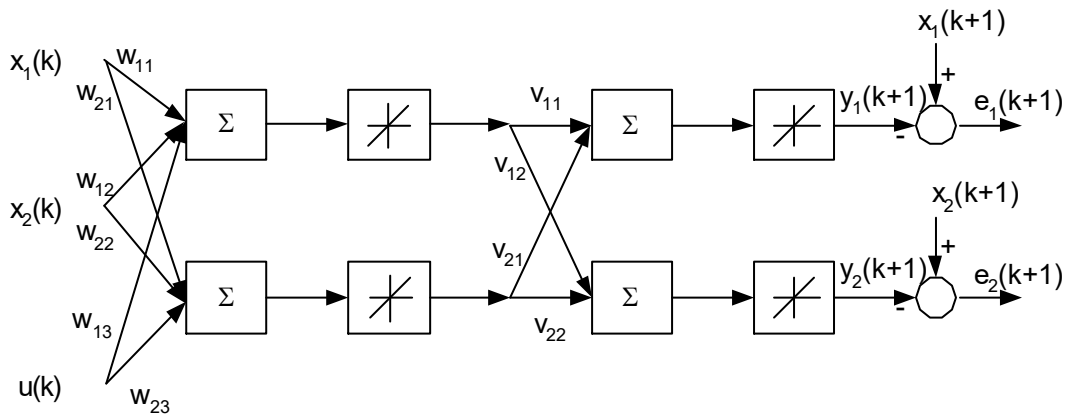 x₁(k+1)
x₁(k)
w₁₁
w₂₁
Σ
v₁₁
Σ
y₁(k+1)
+
-
e₁(k+1)
w₁₂
v₁₂
x₂(k)
w₂₂
x₂(k+1)
v₂₁
Σ
Σ
y₂(k+1)
+
-
e₂(k+1)
w₁₃
v₂₂
u(k)
w₂₃